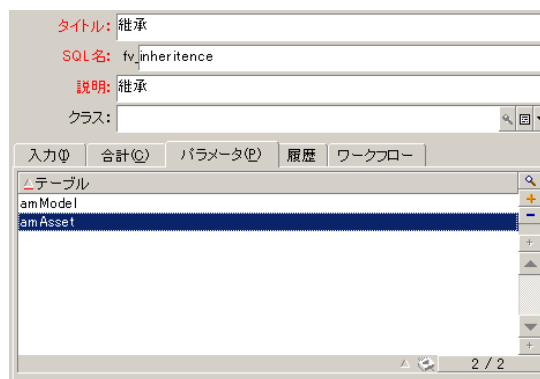 タイトル: 継承
SQL名: fv_inheritence
説明: 継承
クラス:
入力(I) 合計(C) パラメータ(P) 履歴 ワークフロー
テーブル
amModel
amAsset
2 / 2